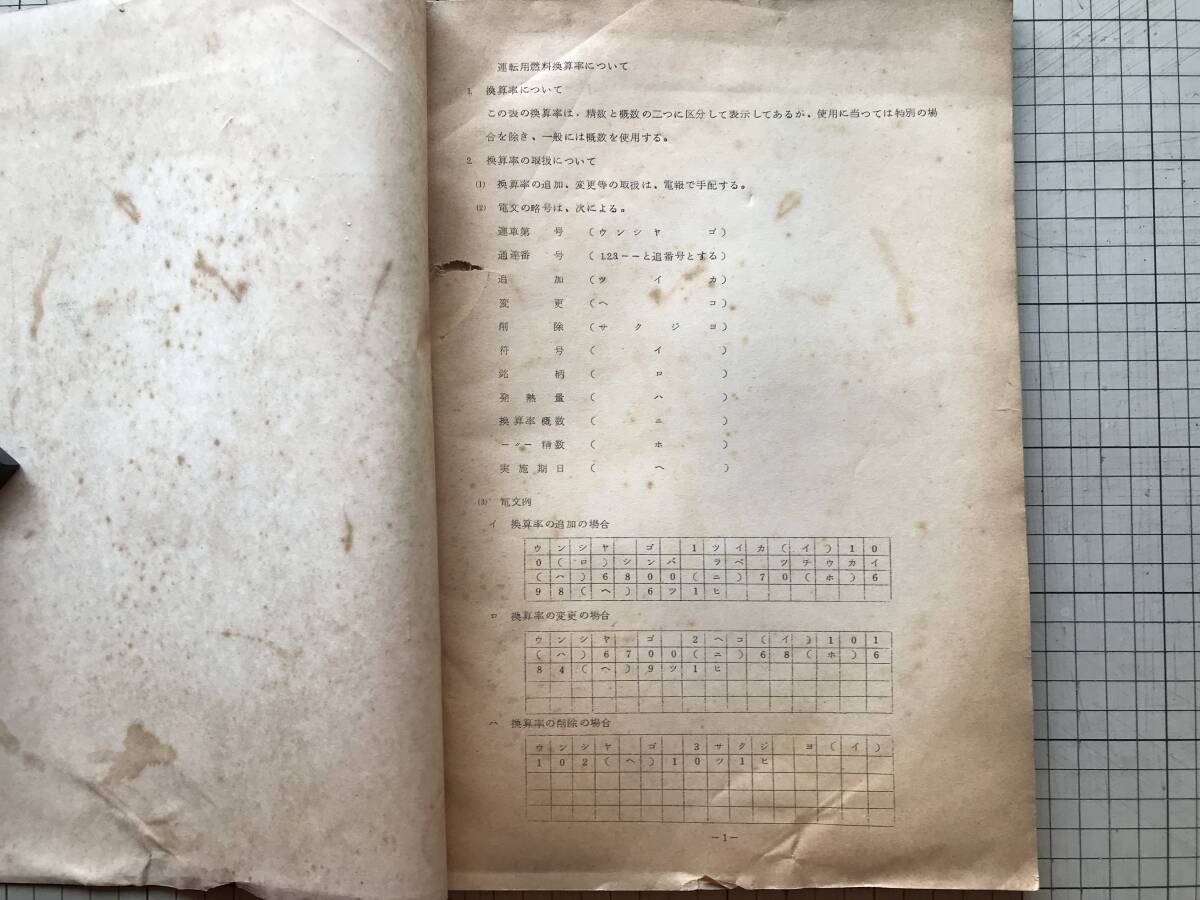 運転用燃料換算率について
1. 換算率について
この表の換算率は、精数と概数の二つに区分して表示してあるが、使用に当つては特別の場
合を除き、一般には概数を使用する。
2. 換算率の取扱について
(1) 換算率の追加、変更等の取扱は、電報で手配する。
(2) 電文の略号は、次による。
運車第 号 (ウンシヤ ゴ)
通連番 号 (1.2.3ーーと追番号とする)
追 加 (ツ イ カ)
変 更 (ヘ コ)
削 除 (サ ク ジ ヨ)
符 号 ( イ )
銘 柄 ( ロ )
発 熱 量 ( ハ )
換算率概数 ( ニ )
ー〃ー 精数 ( ホ )
実施期日 ( ヘ )
(3) 電文例
イ 換算率の追加の場合
ウンシヤ ゴ 1ツイカ(イ)10
0(ロ)シンバ ラベ ツチウカイ
(ハ)6800(ニ)70(ホ)6
98(ヘ)6ツ1ヒ
ロ 換算率の変更の場合
ウンシヤ ゴ 2ヘコ(イ)101
(ハ)6700(ニ)68(ホ)6
84(ヘ)9ツ1ヒ
ハ 換算率の削除の場合
ウンシヤ ゴ 3サクジ ヨ(イ)
102(ヘ)10ツ1ヒ
-1-